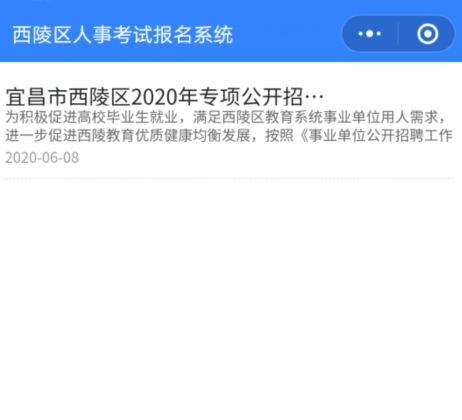 西陵区人事考试报名系统
宜昌市西陵区2020年专项公开招…
为积极促进高校毕业生就业，满足西陵区教育系统事业单位用人需求，
进一步促进西陵教育优质健康均衡发展，按照《事业单位公开招聘工作
2020-06-08